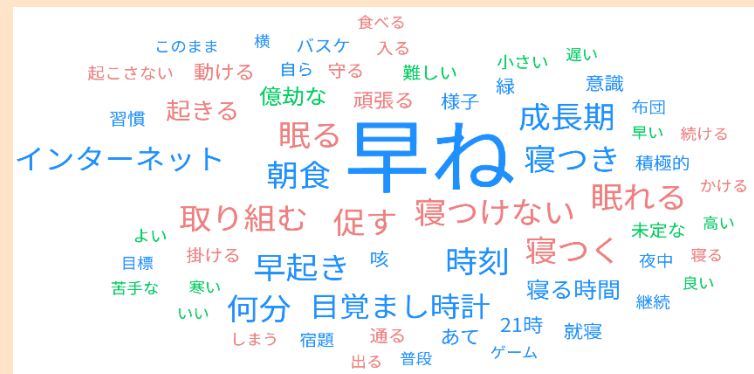 食べる
このまま 横 バスケ 入る
起こさない 動ける 自ら 守る 難しい 小さい 遅い
習慣 起きる 億劫な 頑張る 様子 緑 意識
インターネット 朝食 眠る 早ね 成長期 寝つき 布団
早い 続ける
積極的
取り組む 促す 寝つけない 眠れる かける
よい 掛ける 早起き 咳 時刻 寝つく 未定な 高い
目標 夜中 寝る
苦手な 寒い 何分 目覚まし時計 寝る時間 良い
いい 継続
しまう 宿題 通る あて 21時 就寝
出る 普段 ゲーム